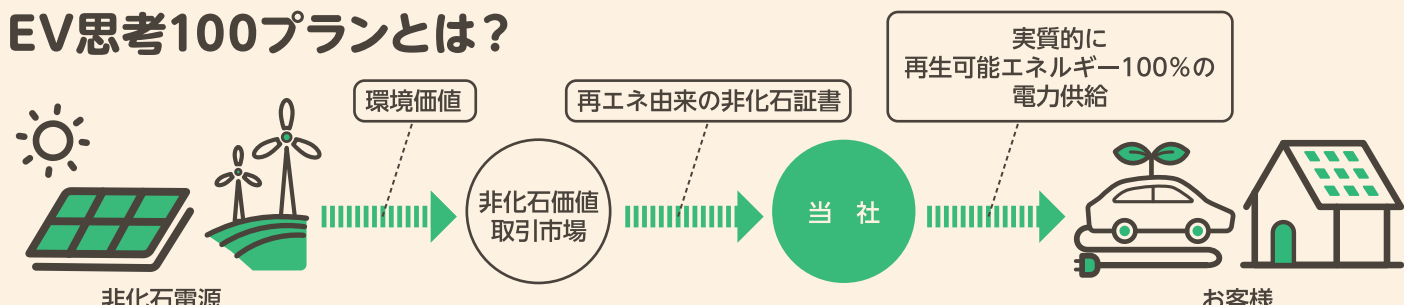 EV思考100プランとは？
環境価値
再エネ由来の非化石証書
実質的に
再生可能エネルギー100%の
電力供給
非化石価値
取引市場
当 社
非化石電源
お客様